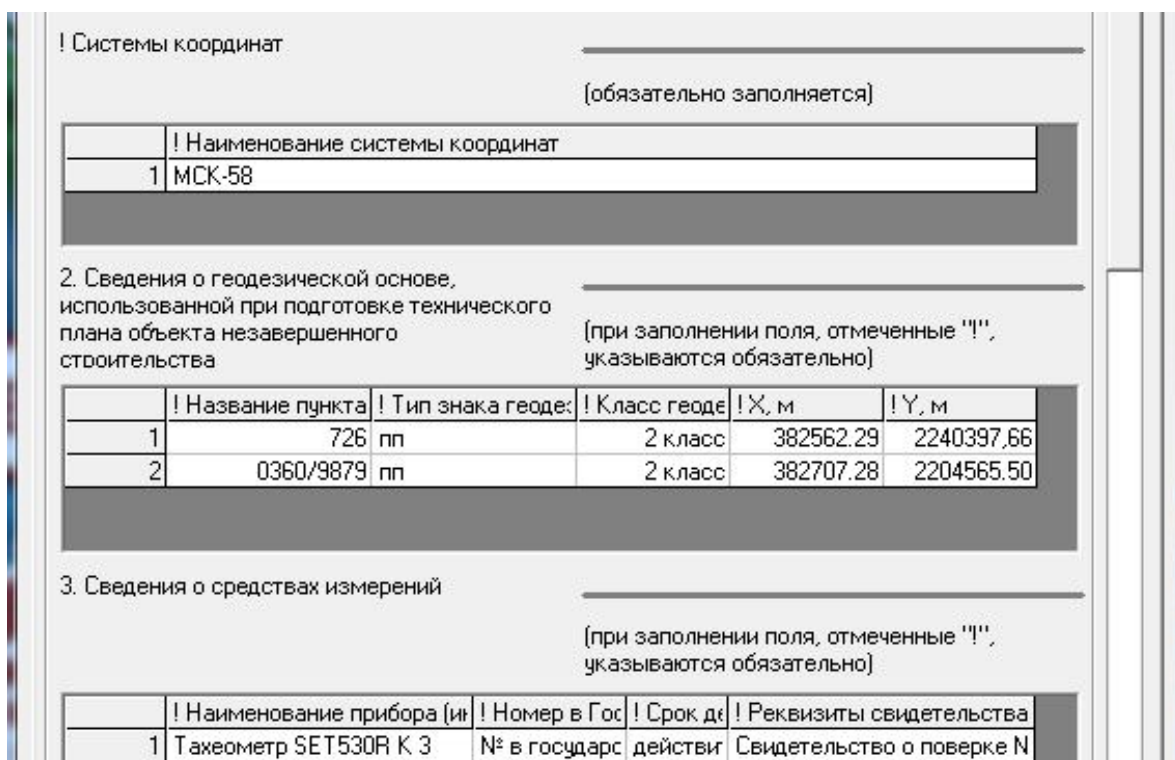 ! Системы координат
(обязательно заполняется)
! Наименование системы координат
1 МСК-58
2. Сведения о геодезической основе,
использованной при подготовке технического
плана объекта незавершенного
строительства
(при заполнении поля, отмеченные "!",
указываются обязательно)
! Название пункта ! Тип знака геодез ! Класс геоде ! X, м ! Y, м
1 726 пп 2 класс 382562.29 2240397,66
2 0360/9879 пп 2 класс 382707.28 2204565.50
3. Сведения о средствах измерений
(при заполнении поля, отмеченные "!",
указываются обязательно)
! Наименование прибора (ин ! Номер в Гос ! Срок де ! Реквизиты свидетельства
1 Тахеометр SET530R К 3 № в государс действит Свидетельство о поверке N